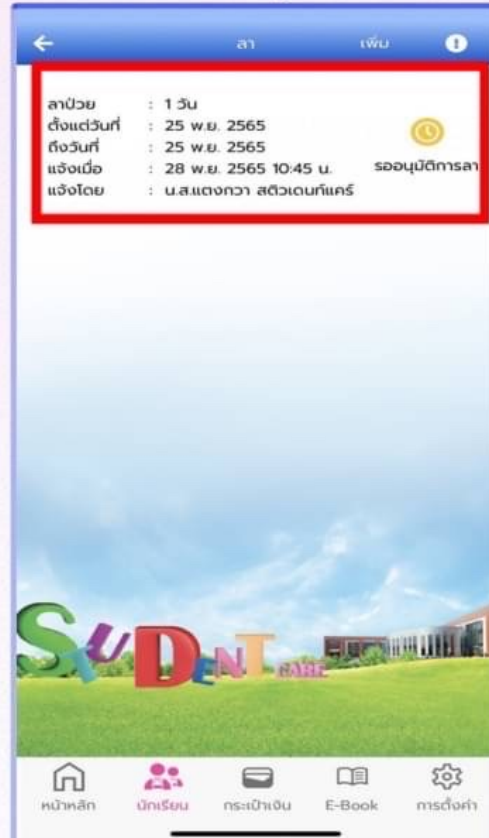 ลา เพิ่ม
ลาป่วย : 1 วัน
ตั้งแต่วันที่ : 25 พ.ย. 2565
ถึงวันที่ : 25 พ.ย. 2565
แจ้งเมื่อ : 28 พ.ย. 2565 10:45 น.
แจ้งโดย : น.ส.แตงกวา สติวเดนท์แคร์
รออนุมัติการลา
STUDENT CARE
หน้าหลัก นักเรียน กระเป๋าเงิน E-Book การตั้งค่า